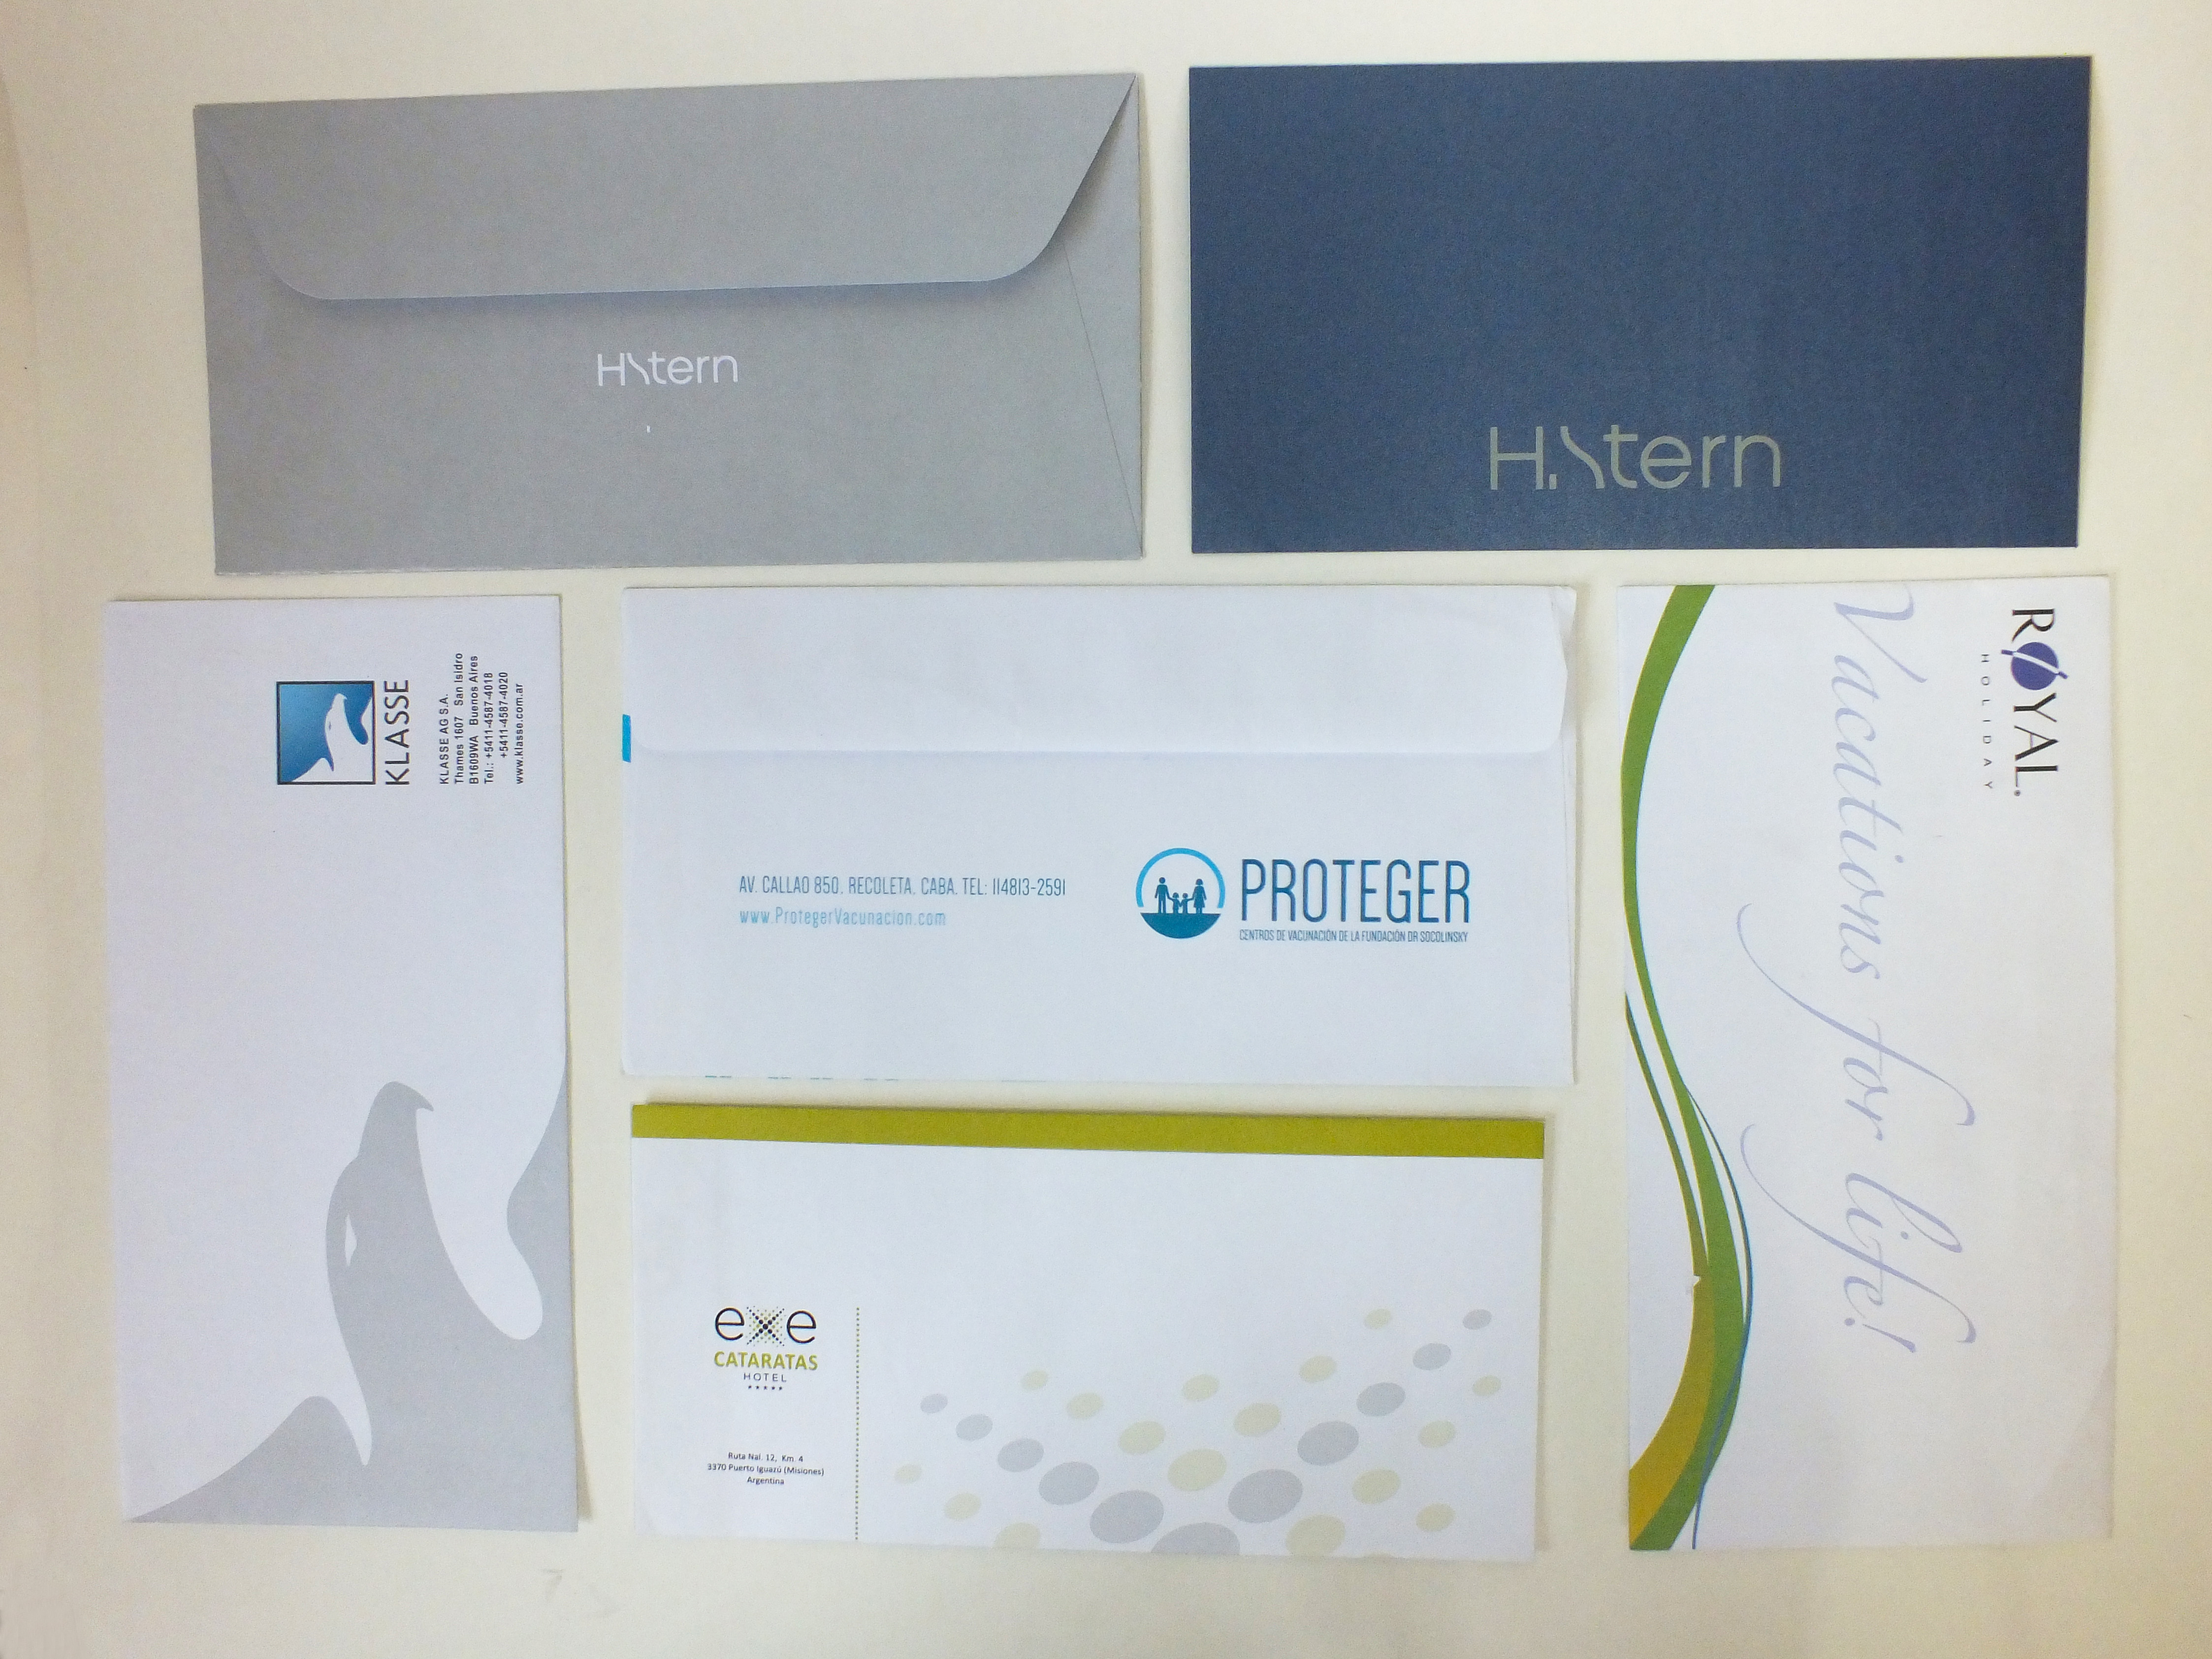 H.Stern
H.Stern
KLASSE
KLASSE AG S.A.
Thames 1607 San Isidro
B1609WA Buenos Aires
Tel.: +5411-4587-4018
+5411-4587-4020
www.klasse.com.ar
AV. CALLAO 850. RECOLETA. CABA. TEL: 114813-2591
www.ProtegerVacunacion.com
PROTEGER
CENTROS DE VACUNACIÓN DE LA FUNDACIÓN DR SOCOLINSKY
ROYAL®
HOLIDAY
Vacations for life!
exe
CATARATAS
HOTEL
★★★★★
Ruta Nal. 12, Km. 4
3370 Puerto Iguazú (Misiones)
Argentina